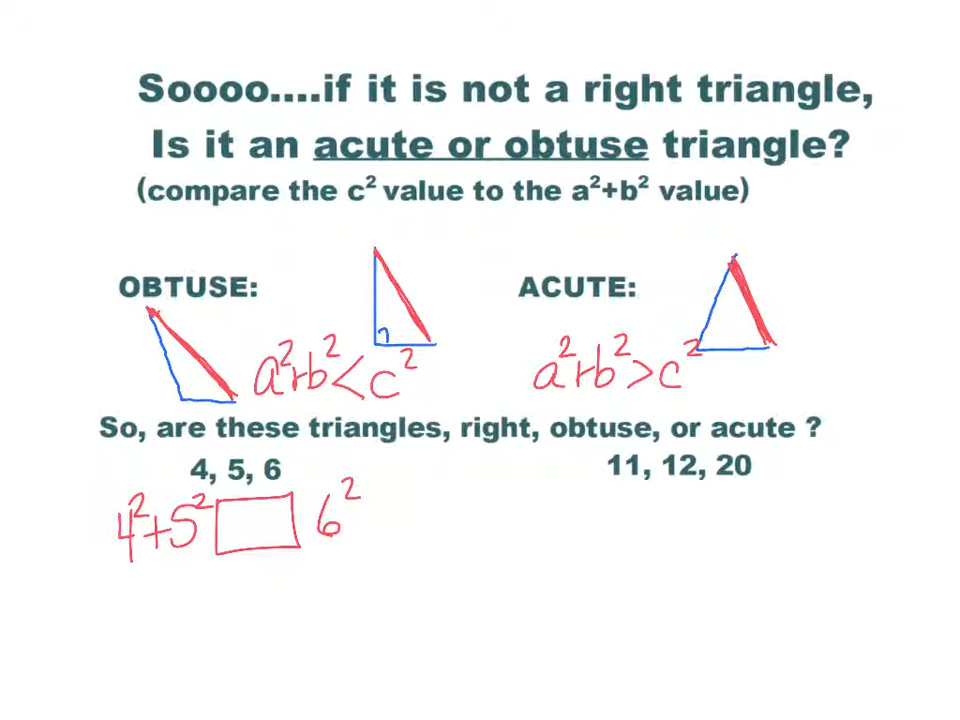 Soooo....if it is not a right triangle,
Is it an acute or obtuse triangle?
(compare the c² value to the a²+b² value)
OBTUSE:
ACUTE:
a²+b² < c²
a²+b² > c²
So, are these triangles, right, obtuse, or acute ?
4, 5, 6
11, 12, 20
4²+5² 6²